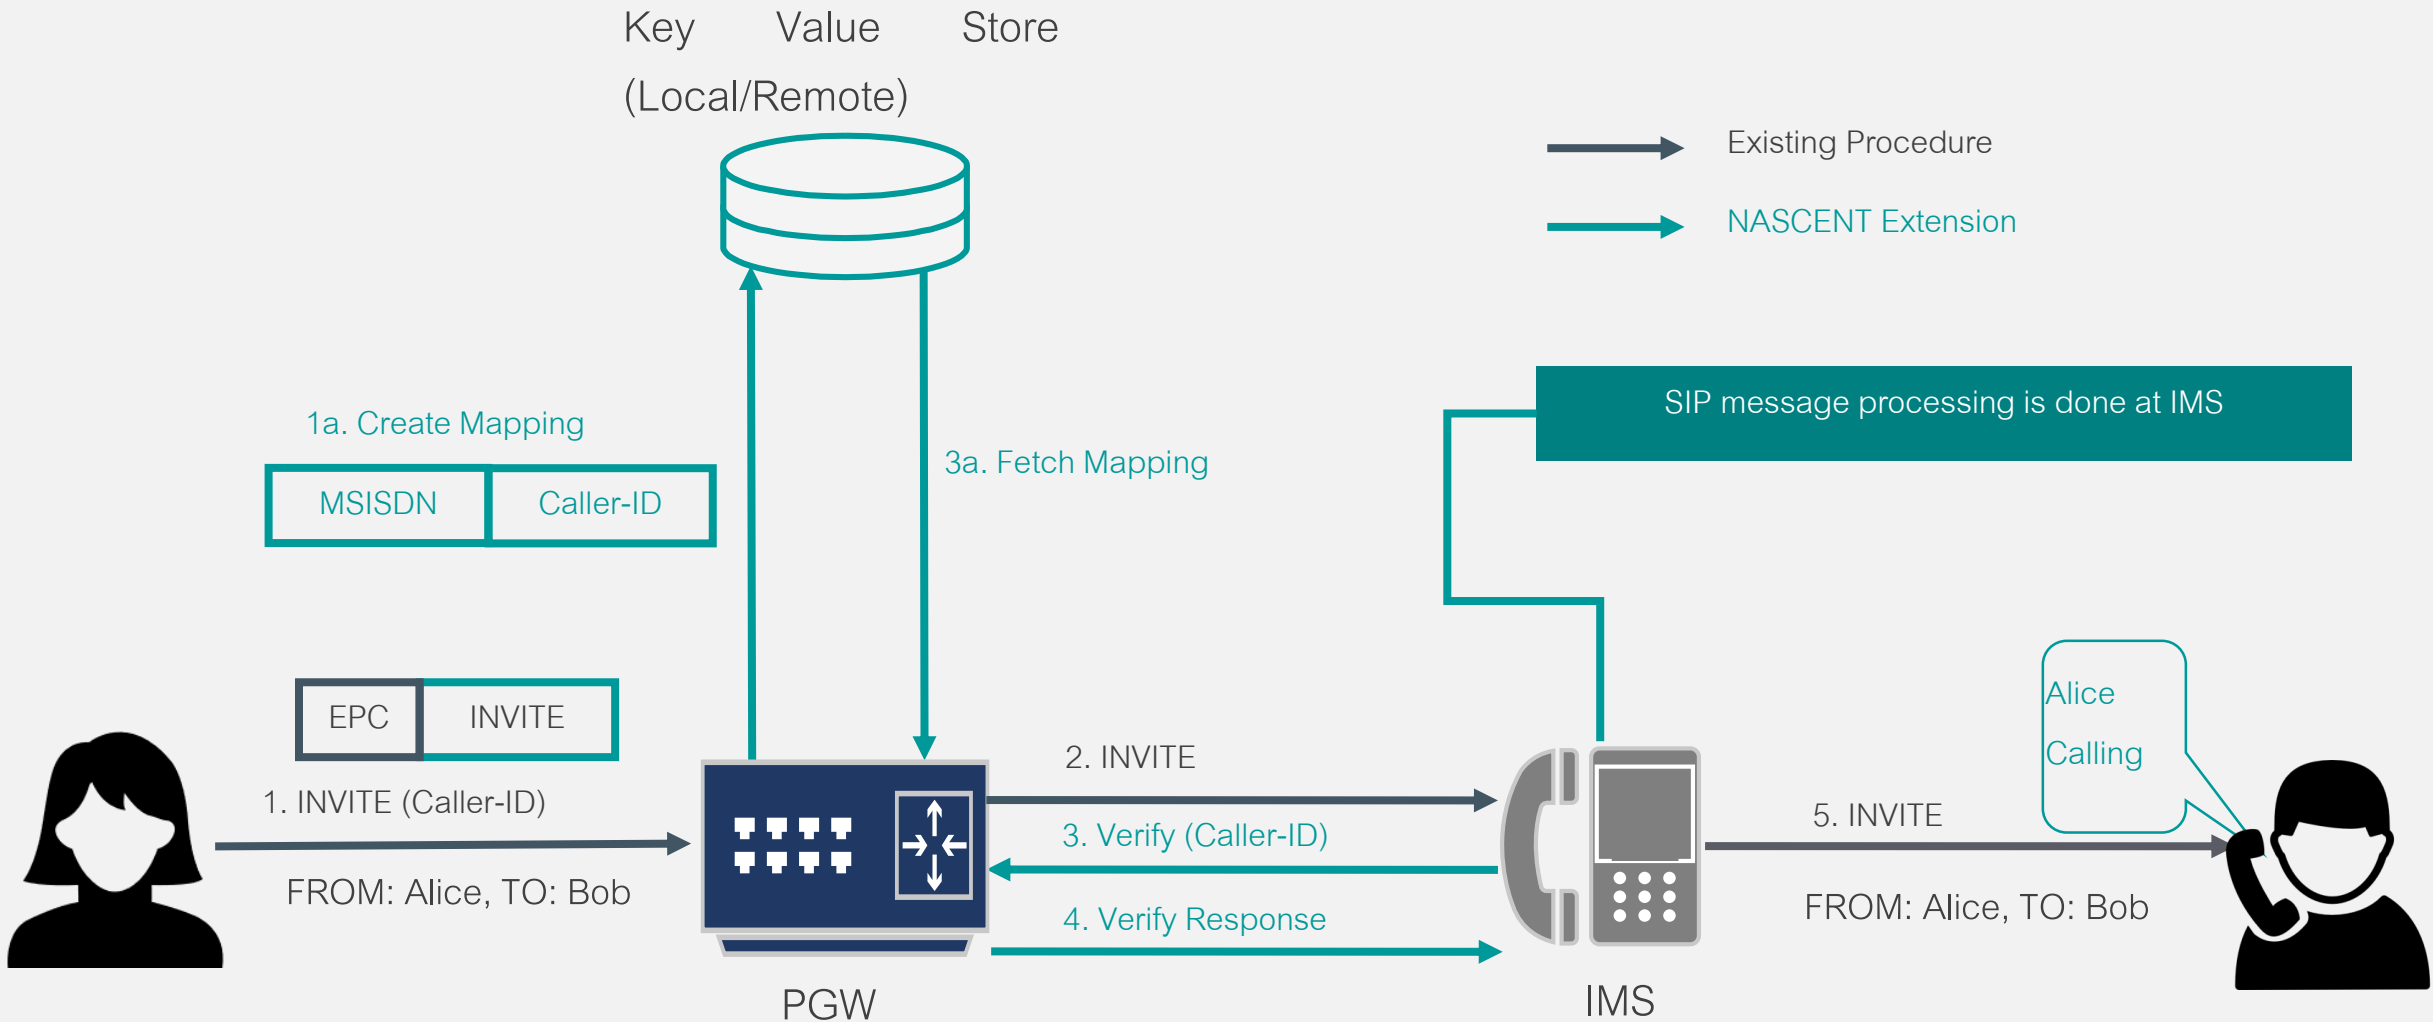 Key Value Store
(Local/Remote)
Existing Procedure
NASCENT Extension
SIP message processing is done at IMS
1a. Create Mapping
MSISDN Caller-ID
3a. Fetch Mapping
EPC INVITE
1. INVITE (Caller-ID)
FROM: Alice, TO: Bob
2. INVITE
3. Verify (Caller-ID)
4. Verify Response
PGW
IMS
5. INVITE
FROM: Alice, TO: Bob
Alice
Calling